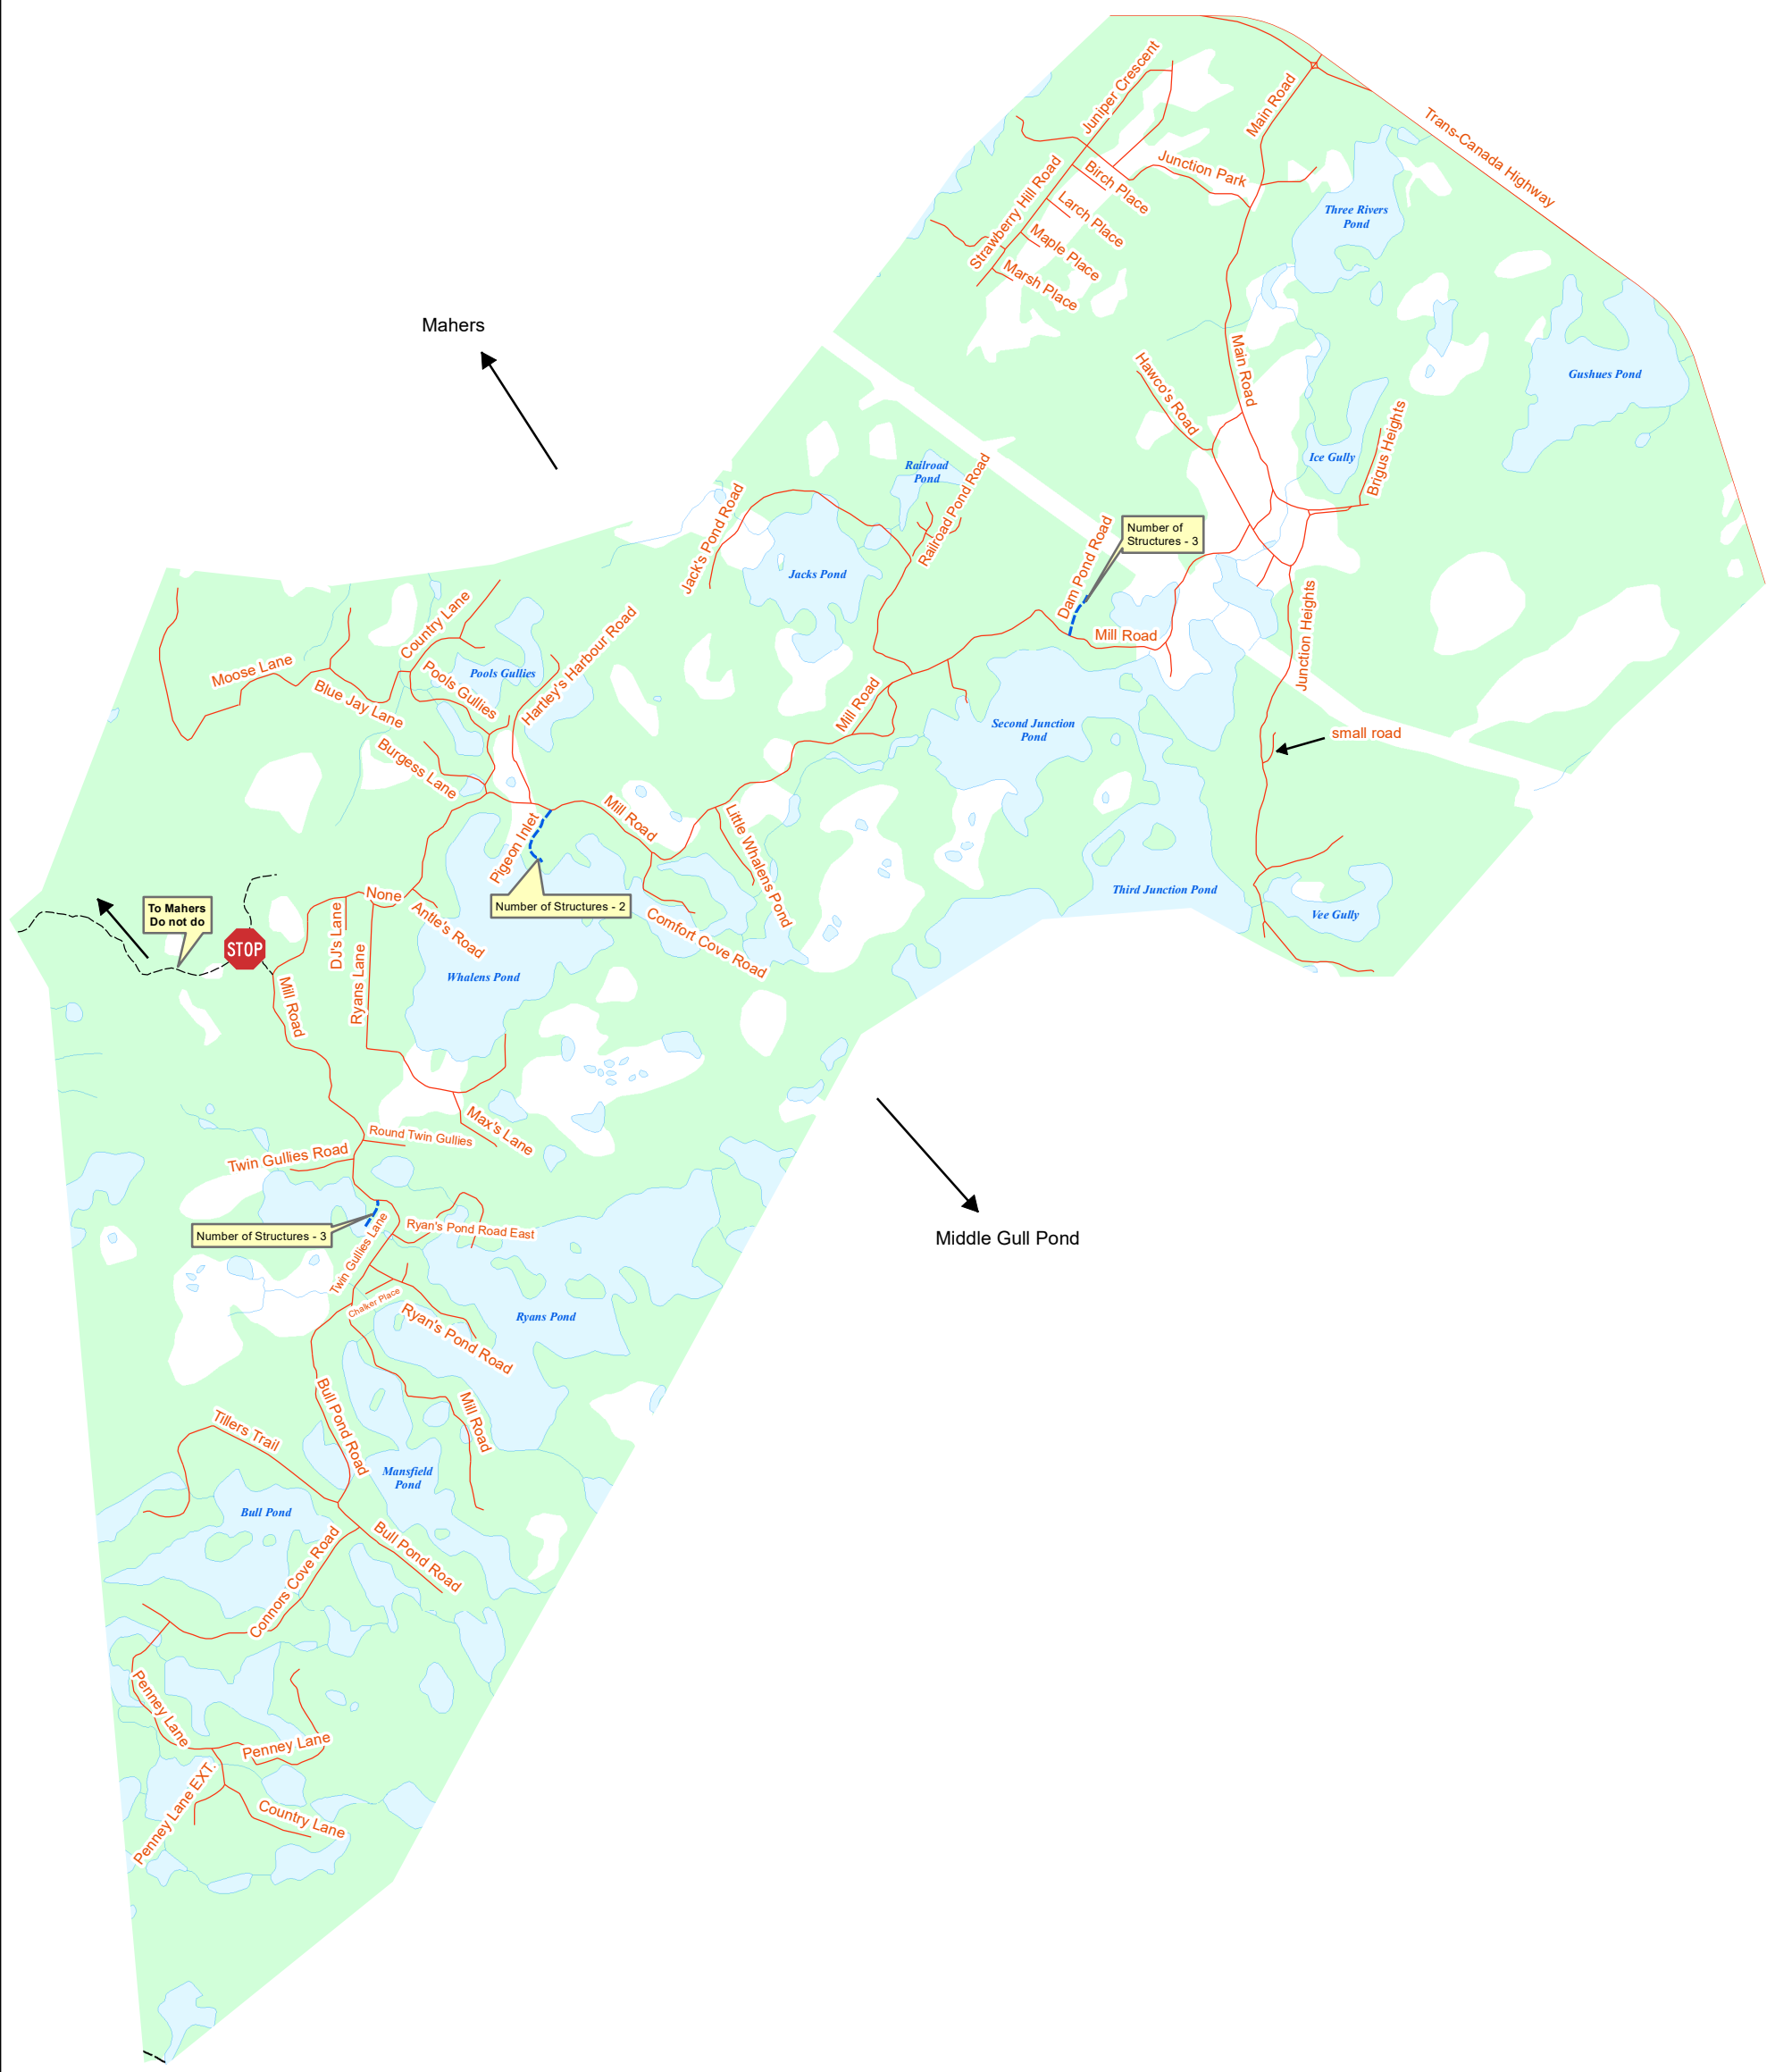 Juniper Crescent
Main Road
Trans-Canada Highway
Junction Park
Birch Place
Strawberry Hill Road
Larch Place
Three Rivers
Pond
Maple Place
Marsh Place
Mahers
Main Road
Hawco's Road
Gushues Pond
Brigus Heights
Ice Gully
Railroad
Pond
Railroad Pond Road
Jack's Pond Road
Dam Pond Road
Number of
Structures - 3
Jacks Pond
Junction Heights
Mill Road
Country Lane
Hartley's Harbour Road
Moose Lane
Pools Gullies
Pools Gullies
Blue Jay Lane
Mill Road
Second Junction
Pond
small road
Burgess Lane
Mill Road
Pigeon Inlet
Little Whalens Pond
Third Junction Pond
None
Number of Structures - 2
To Mahers
Do not do
Vee Gully
DJ's Lane
Antle's Road
STOP
Comfort Cove Road
Ryans Lane
Whalens Pond
Mill Road
Max's Lane
Round Twin Gullies
Twin Gullies Road
Ryan's Pond Road East
Number of Structures - 3
Middle Gull Pond
Twin Gullies Lane
Chalker Place
Ryans Pond
Ryan's Pond Road
Bull Pond Road
Mill Road
Tillers Trail
Mansfield
Pond
Bull Pond
Bull Pond Road
Connors Cove Road
Penney Lane
Penney Lane
Penney Lane EXT.
Country Lane